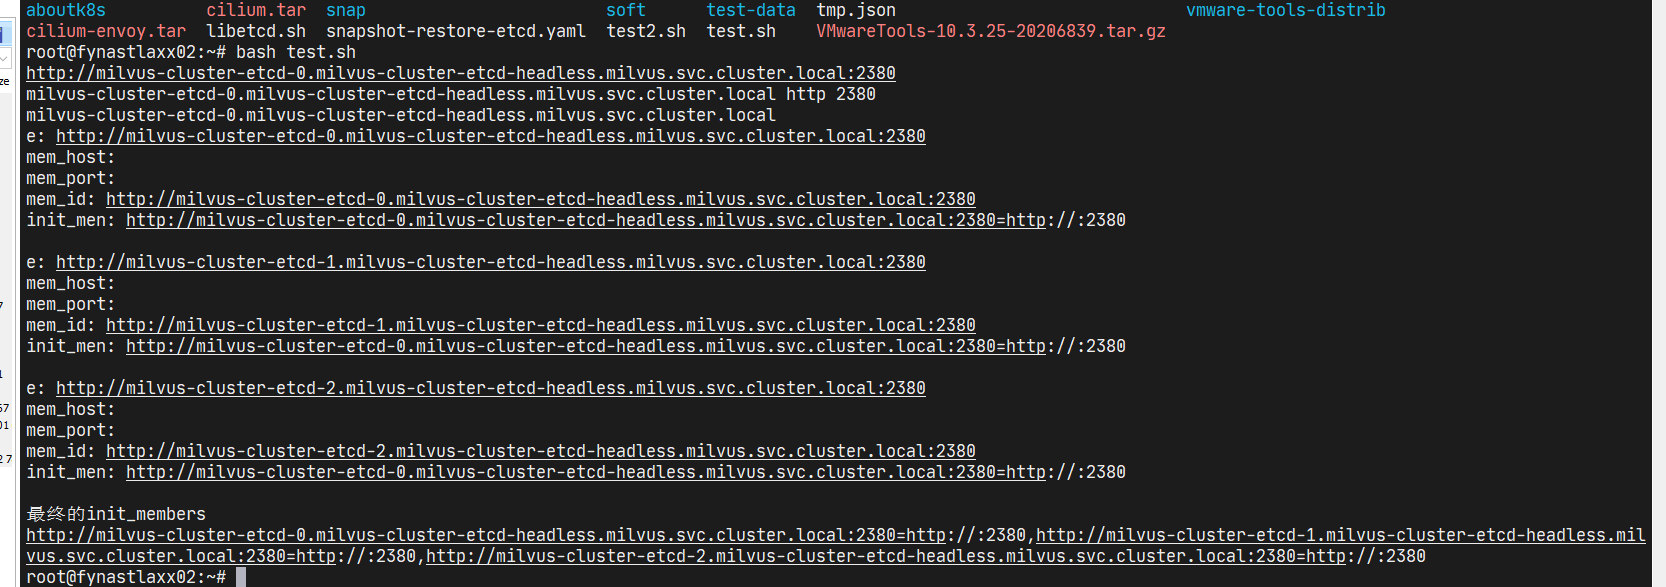 aboutk8s cilium.tar snap soft test-data tmp.json vmware-tools-distrib
cilium-envoy.tar libetcd.sh snapshot-restore-etcd.yaml test2.sh test.sh VMwareTools-10.3.25-20206839.tar.gz
root@fynastlaxx02:~# bash test.sh
http://milvus-cluster-etcd-0.milvus-cluster-etcd-headless.milvus.svc.cluster.local:2380
milvus-cluster-etcd-0.milvus-cluster-etcd-headless.milvus.svc.cluster.local http 2380
milvus-cluster-etcd-0.milvus-cluster-etcd-headless.milvus.svc.cluster.local
e: http://milvus-cluster-etcd-0.milvus-cluster-etcd-headless.milvus.svc.cluster.local:2380
mem_host:
mem_port:
mem_id: http://milvus-cluster-etcd-0.milvus-cluster-etcd-headless.milvus.svc.cluster.local:2380
init_men: http://milvus-cluster-etcd-0.milvus-cluster-etcd-headless.milvus.svc.cluster.local:2380=http://:2380
e: http://milvus-cluster-etcd-1.milvus-cluster-etcd-headless.milvus.svc.cluster.local:2380
mem_host:
mem_port:
mem_id: http://milvus-cluster-etcd-1.milvus-cluster-etcd-headless.milvus.svc.cluster.local:2380
init_men: http://milvus-cluster-etcd-0.milvus-cluster-etcd-headless.milvus.svc.cluster.local:2380=http://:2380
e: http://milvus-cluster-etcd-2.milvus-cluster-etcd-headless.milvus.svc.cluster.local:2380
mem_host:
mem_port:
mem_id: http://milvus-cluster-etcd-2.milvus-cluster-etcd-headless.milvus.svc.cluster.local:2380
init_men: http://milvus-cluster-etcd-0.milvus-cluster-etcd-headless.milvus.svc.cluster.local:2380=http://:2380
最终的init_members
http://milvus-cluster-etcd-0.milvus-cluster-etcd-headless.milvus.svc.cluster.local:2380=http://:2380,http://milvus-cluster-etcd-1.milvus-cluster-etcd-headless.mil
vus.svc.cluster.local:2380=http://:2380,http://milvus-cluster-etcd-2.milvus-cluster-etcd-headless.milvus.svc.cluster.local:2380=http://:2380
root@fynastlaxx02:~#